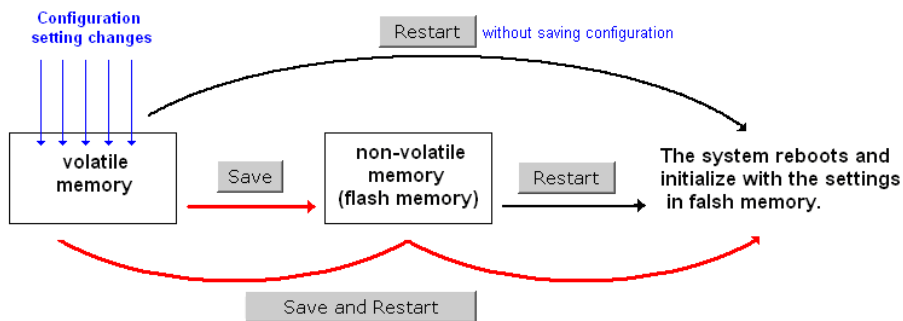 Configuration
setting changes
Restart without saving configuration
volatile
memory
Save
non-volatile
memory
(flash memory)
Restart
The system reboots and
initialize with the settings
in falsh memory.
Save and Restart